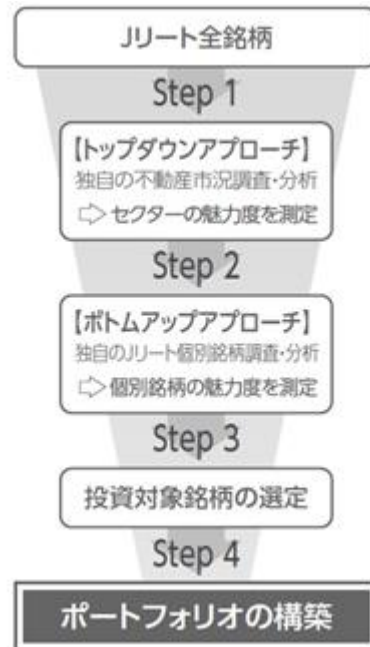 Jリート全銘柄
Step 1
【トップダウンアプローチ】
独自の不動産市況調査・分析
⇨セクターの魅力度を測定
Step 2
【ボトムアップアプローチ】
独自のJリート個別銘柄調査・分析
⇨個別銘柄の魅力度を測定
Step 3
投資対象銘柄の選定
Step 4
ポートフォリオの構築